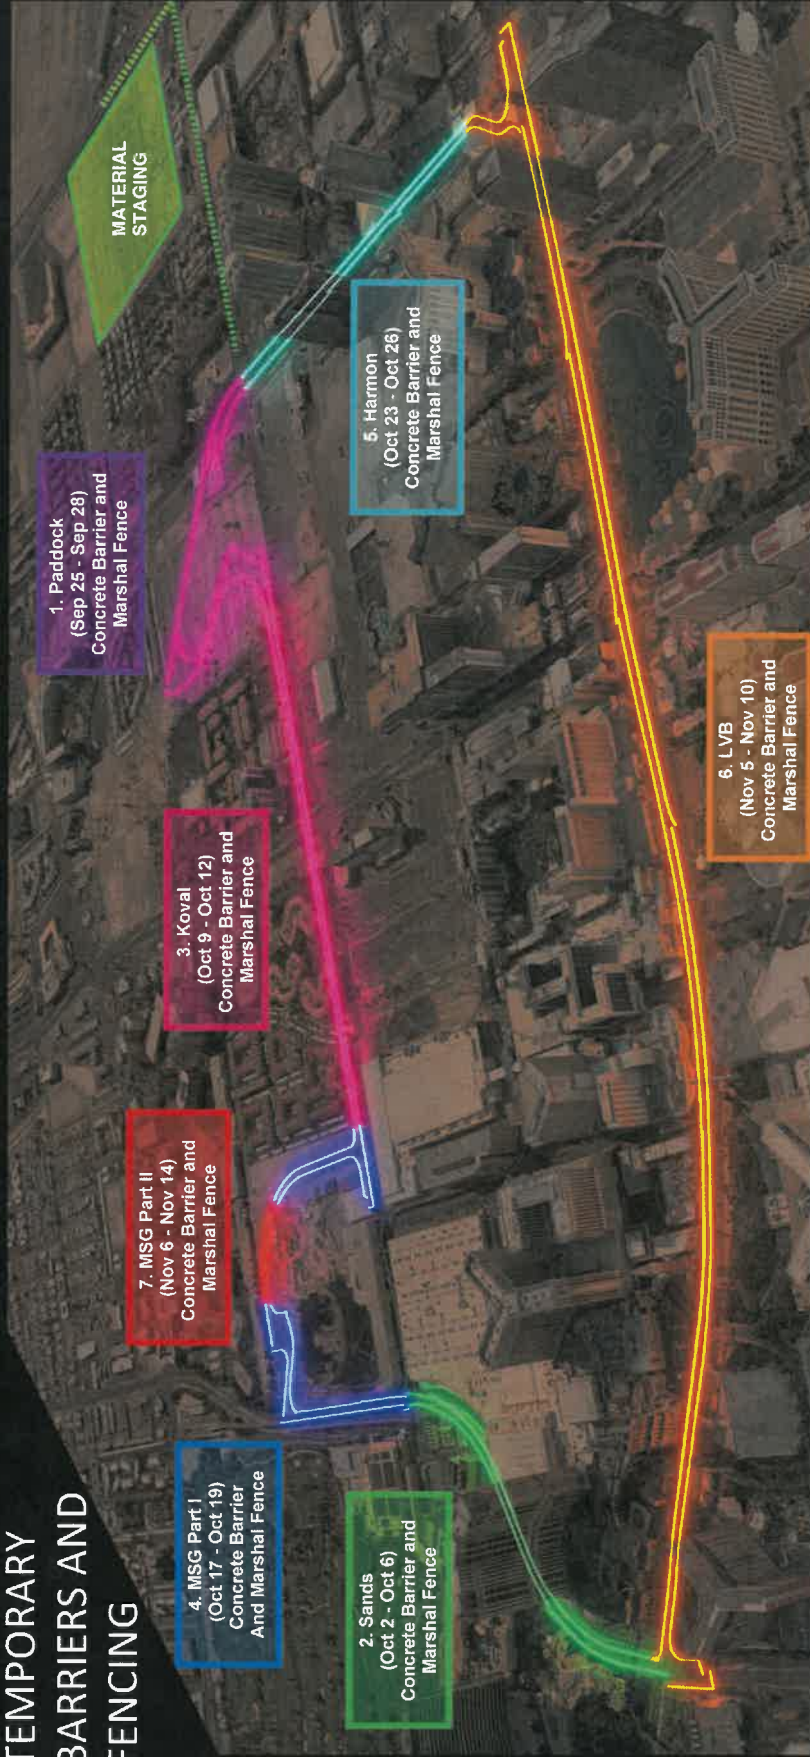 TEMPORARY
BARRIERS AND
FENCING
4. MSG Part I
(Oct 17 - Oct 19)
Concrete Barrier
And Marshal Fence
7. MSG Part II
(Nov 6 - Nov 14)
Concrete Barrier and
Marshal Fence
3. Koval
(Oct 9 - Oct 12)
Concrete Barrier and
Marshal Fence
1. Paddock
(Sep 25 - Sep 28)
Concrete Barrier and
Marshal Fence
MATERIAL
STAGING
2. Sands
(Oct 2 - Oct 6)
Concrete Barrier and
Marshal Fence
5. Harmon
(Oct 23 - Oct 26)
Concrete Barrier and
Marshal Fence
6. LVB
(Nov 5 - Nov 10)
Concrete Barrier and
Marshal Fence